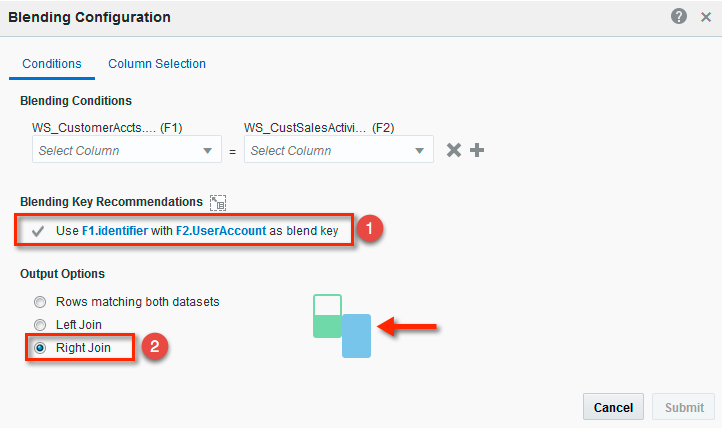 Blending Configuration
Conditions Column Selection
Blending Conditions
WS_CustomerAccts.... (F1) WS_CustSalesActivi... (F2)
Select Column = Select Column
Blending Key Recommendations
Use F1.identifier with F2.UserAccount as blend key 1
Output Options
Rows matching both datasets
Left Join
Right Join 2
Cancel Submit